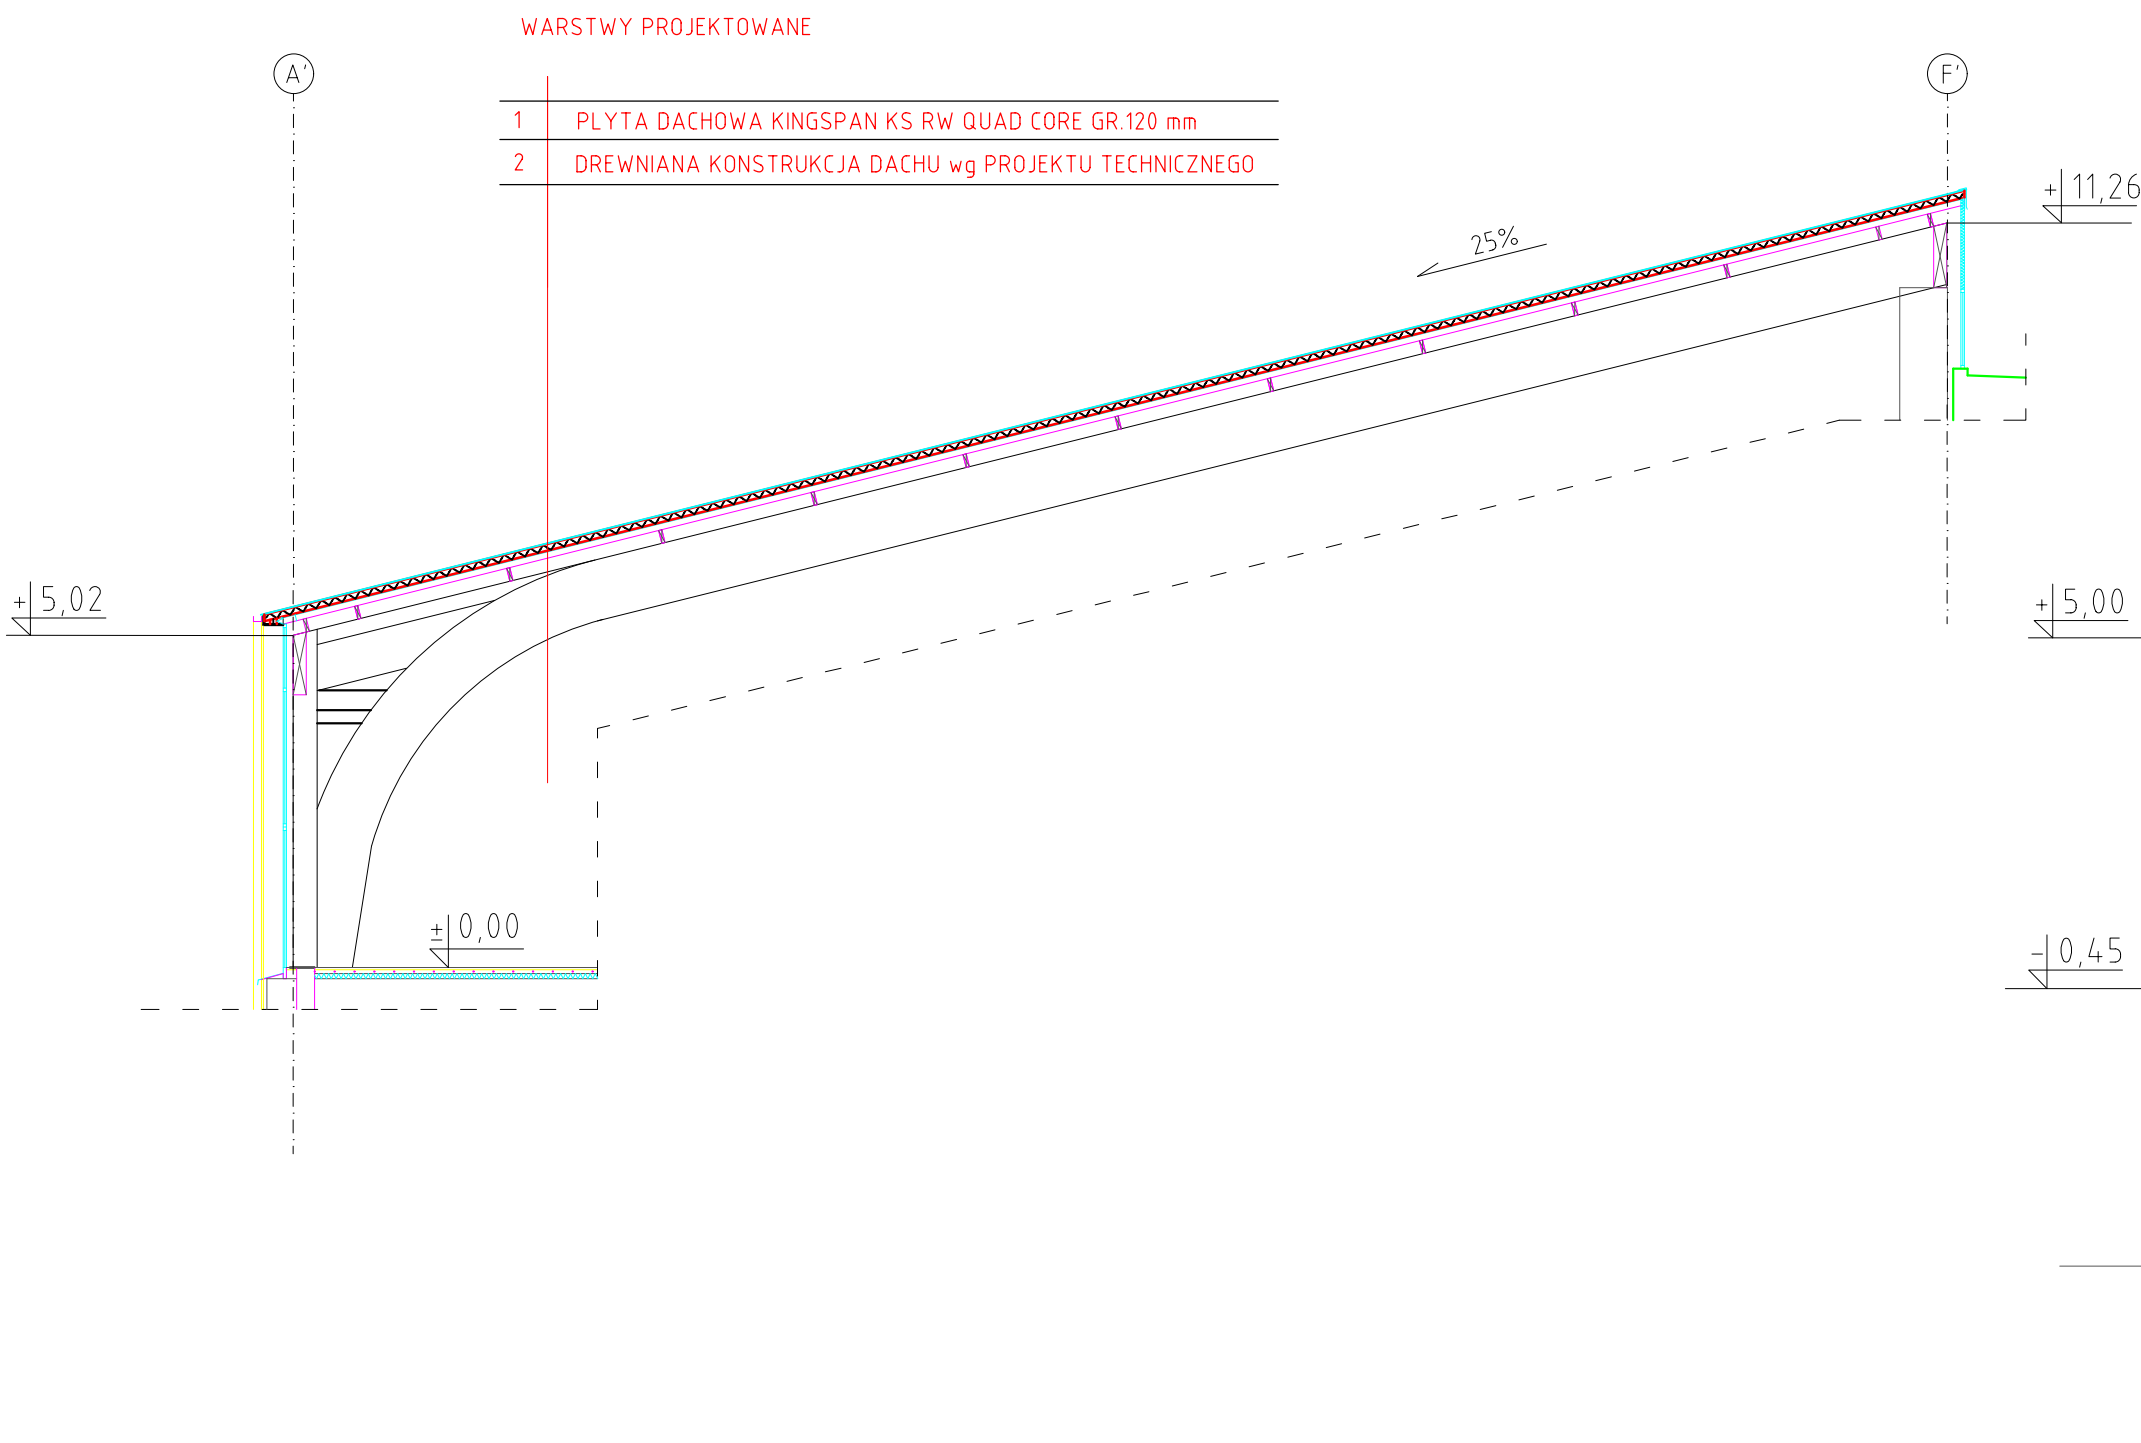 WARSTWY PROJEKTOWANE
A'
F'
1 PLYTA DACHOWA KINGSPAN KS RW QUAD CORE GR.120 mm
2 DREWNIANA KONSTRUKCJA DACHU wg PROJEKTU TECHNICZNEGO
+ 11,26
25%
+ 5,02
+ 5,00
± 0,00
- 0,45